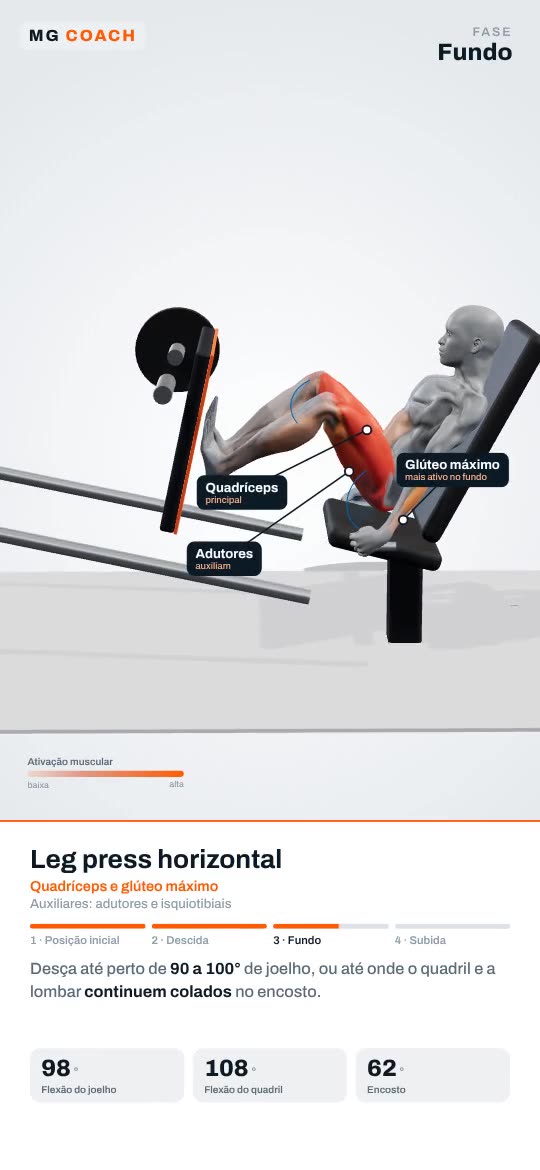 MG COACH
FASE
Fundo
Glúteo máximo
mais ativo no fundo
Quadríceps
principal
Adutores
auxiliam
Ativação muscular
baixa alta
Leg press horizontal
Quadríceps e glúteo máximo
Auxiliares: adutores e isquiotibiais
1 · Posição inicial 2 · Descida 3 · Fundo 4 · Subida
Desça até perto de 90 a 100° de joelho, ou até onde o quadril e a
lombar continuem colados no encosto.
98° 108° 62°
Flexão do joelho Flexão do quadril Encosto